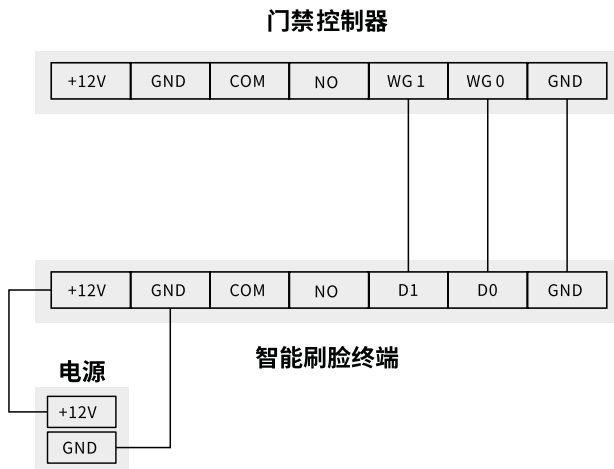 门禁控制器
+12V GND COM NO WG 1 WG 0 GND
+12V GND COM NO D1 D0 GND
智能刷脸终端
电源
+12V
GND